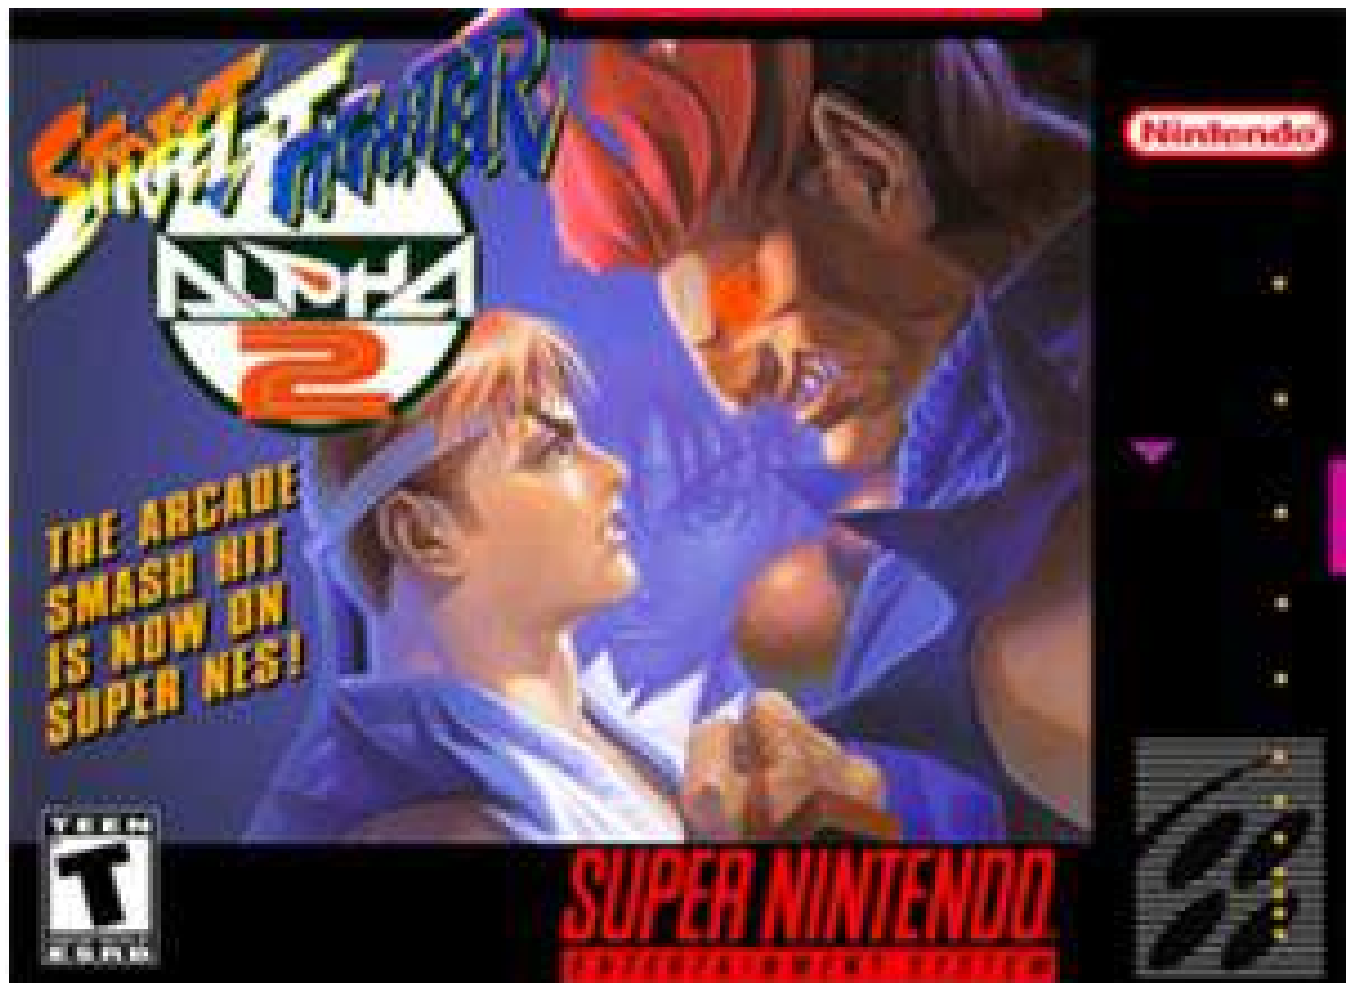 STREET FIGHTER
ALPHA
2
Nintendo
THE ARCADE
SMASH HIT
IS NOW ON
SUPER NES!
TEEN
T
ESRB
SUPER NINTENDO
ENTERTAINMENT SYSTEM